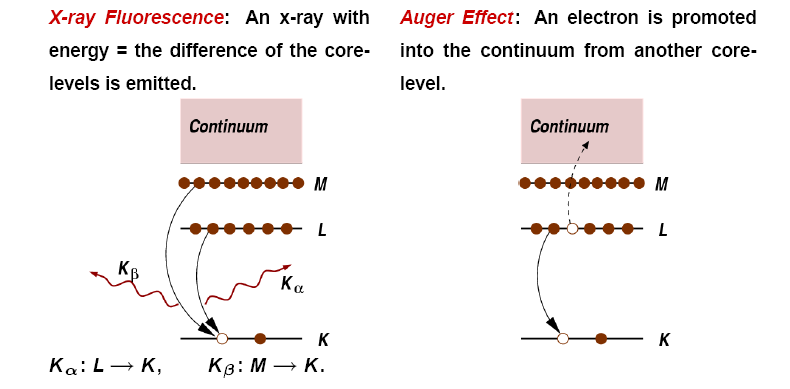 X-ray Fluorescence: An x-ray with
energy = the difference of the core-
levels is emitted.
Continuum
M
L
Kβ
Kα
K
Kα: L → K, Kβ: M → K.
Auger Effect: An electron is promoted
into the continuum from another core-
level.
Continuum
M
L
K